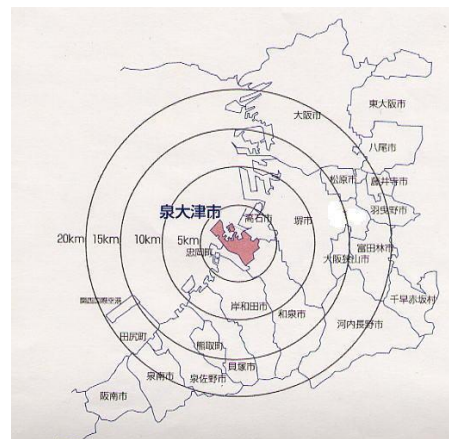 大阪市
東大阪市
八尾市
松原市
藤井寺市
羽曳野市
泉大津市
高石市
堺市
20km 15km 10km 5km
忠岡町
大阪狭山市
富田林市
千早赤坂村
関西国際空港
岸和田市
和泉市
河内長野市
田尻町
熊取町
貝塚市
泉南市
泉佐野市
阪南市